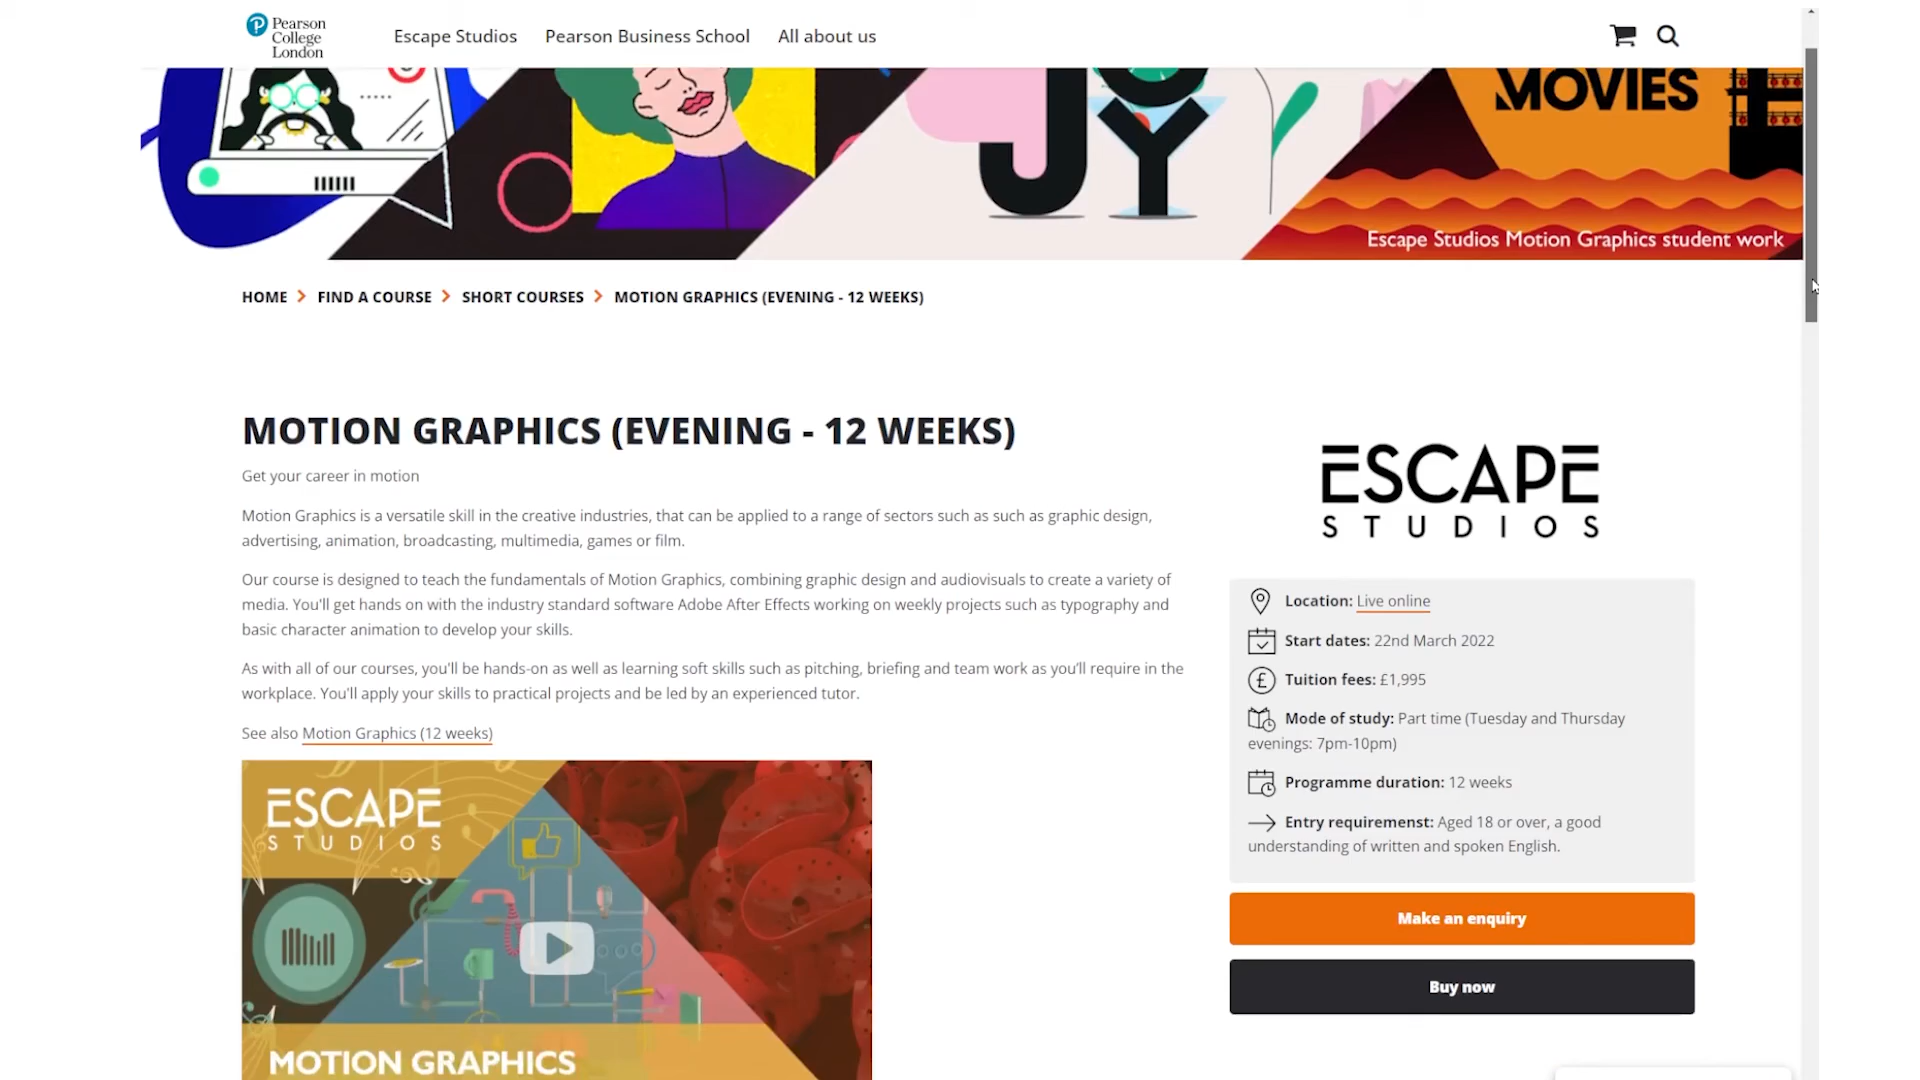 Pearson
College
London
Escape Studios
Pearson Business School
All about us
JOY
MOVIES
Escape Studios Motion Graphics student work
HOME > FIND A COURSE > SHORT COURSES > MOTION GRAPHICS (EVENING - 12 WEEKS)
MOTION GRAPHICS (EVENING - 12 WEEKS)
Get your career in motion
Motion Graphics is a versatile skill in the creative industries, that can be applied to a range of sectors such as such as graphic design,
advertising, animation, broadcasting, multimedia, games or film.
Our course is designed to teach the fundamentals of Motion Graphics, combining graphic design and audiovisuals to create a variety of
media. You'll get hands on with the industry standard software Adobe After Effects working on weekly projects such as typography and
basic character animation to develop your skills.
As with all of our courses, you'll be hands-on as well as learning soft skills such as pitching, briefing and team work as you'll require in the
workplace. You'll apply your skills to practical projects and be led by an experienced tutor.
See also Motion Graphics (12 weeks)
ESCAPE
STUDIOS
MOTION GRAPHICS
ESCAPE
STUDIOS
Location: Live online
Start dates: 22nd March 2022
Tuition fees: £1,995
Mode of study: Part time (Tuesday and Thursday
evenings: 7pm-10pm)
Programme duration: 12 weeks
Entry requiremenst: Aged 18 or over, a good
understanding of written and spoken English.
Make an enquiry
Buy now